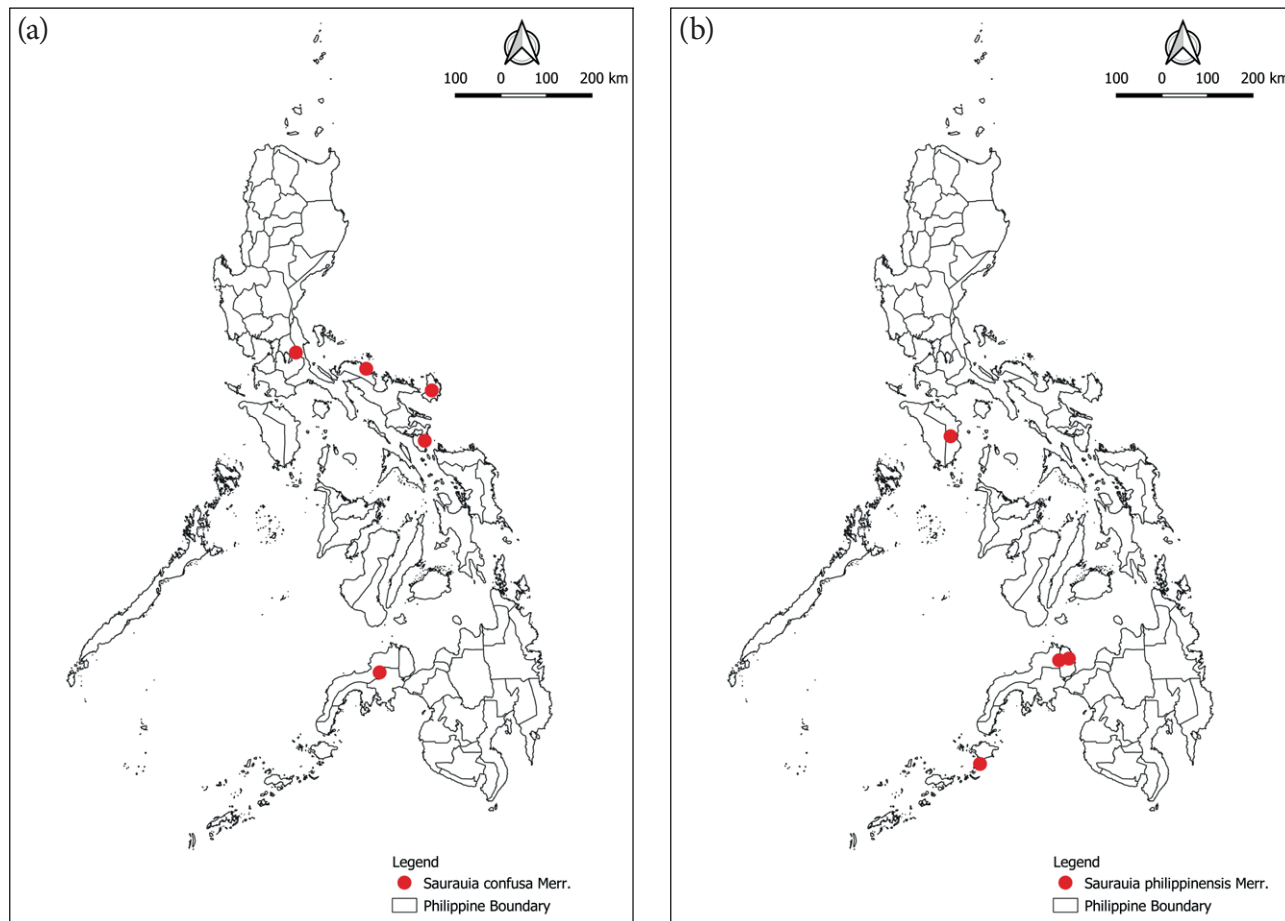 (a)
100 0 100 200 km
Legend
Saurauia confusa Merr.
Philippine Boundary
(b)
100 0 100 200 km
Legend
Saurauia philippinensis Merr.
Philippine Boundary